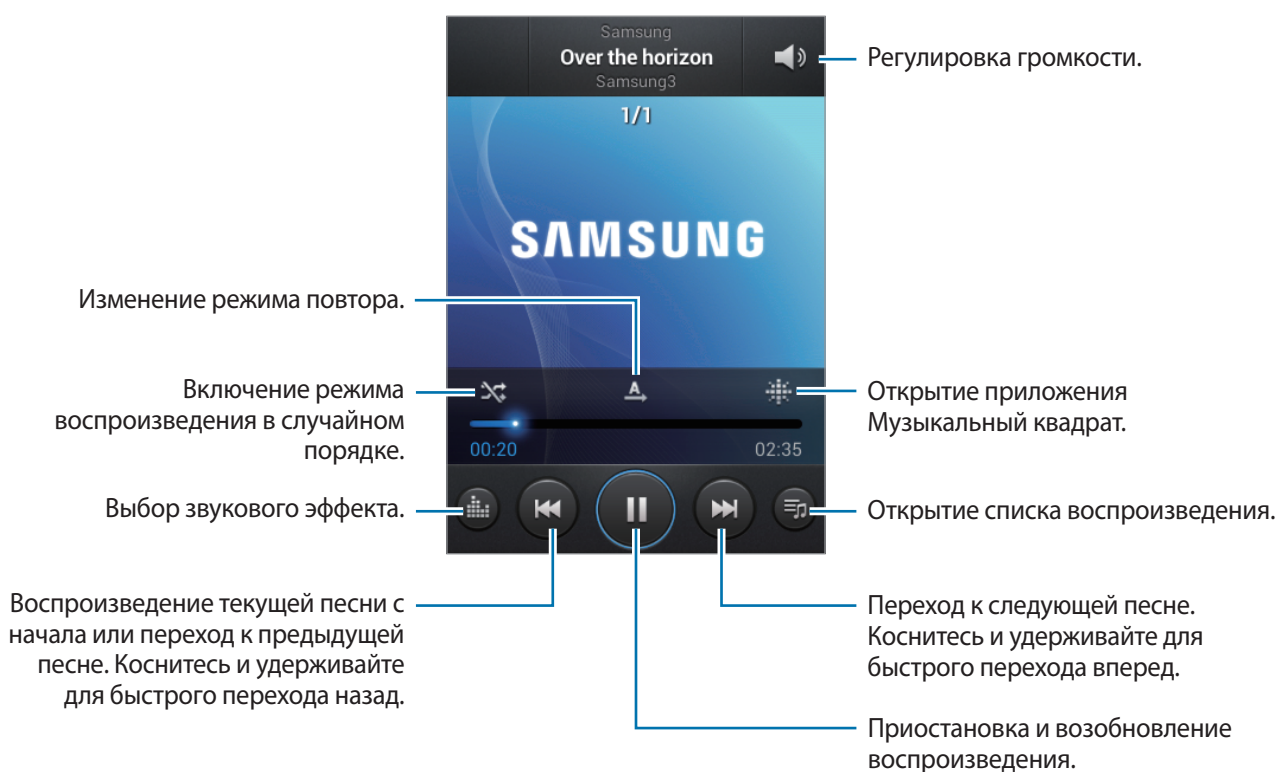 Samsung
Over the horizon
Samsung3
Регулировка громкости.
1/1
SAMSUNG
Изменение режима повтора.
A
Включение режима
воспроизведения в случайном
порядке.
Открытие приложения
Музыкальный квадрат.
00:20
02:35
Выбор звукового эффекта.
Открытие списка воспроизведения.
Воспроизведение текущей песни с
начала или переход к предыдущей
песне. Коснитесь и удерживайте
для быстрого перехода назад.
Переход к следующей песне.
Коснитесь и удерживайте для
быстрого перехода вперед.
Приостановка и возобновление
воспроизведения.